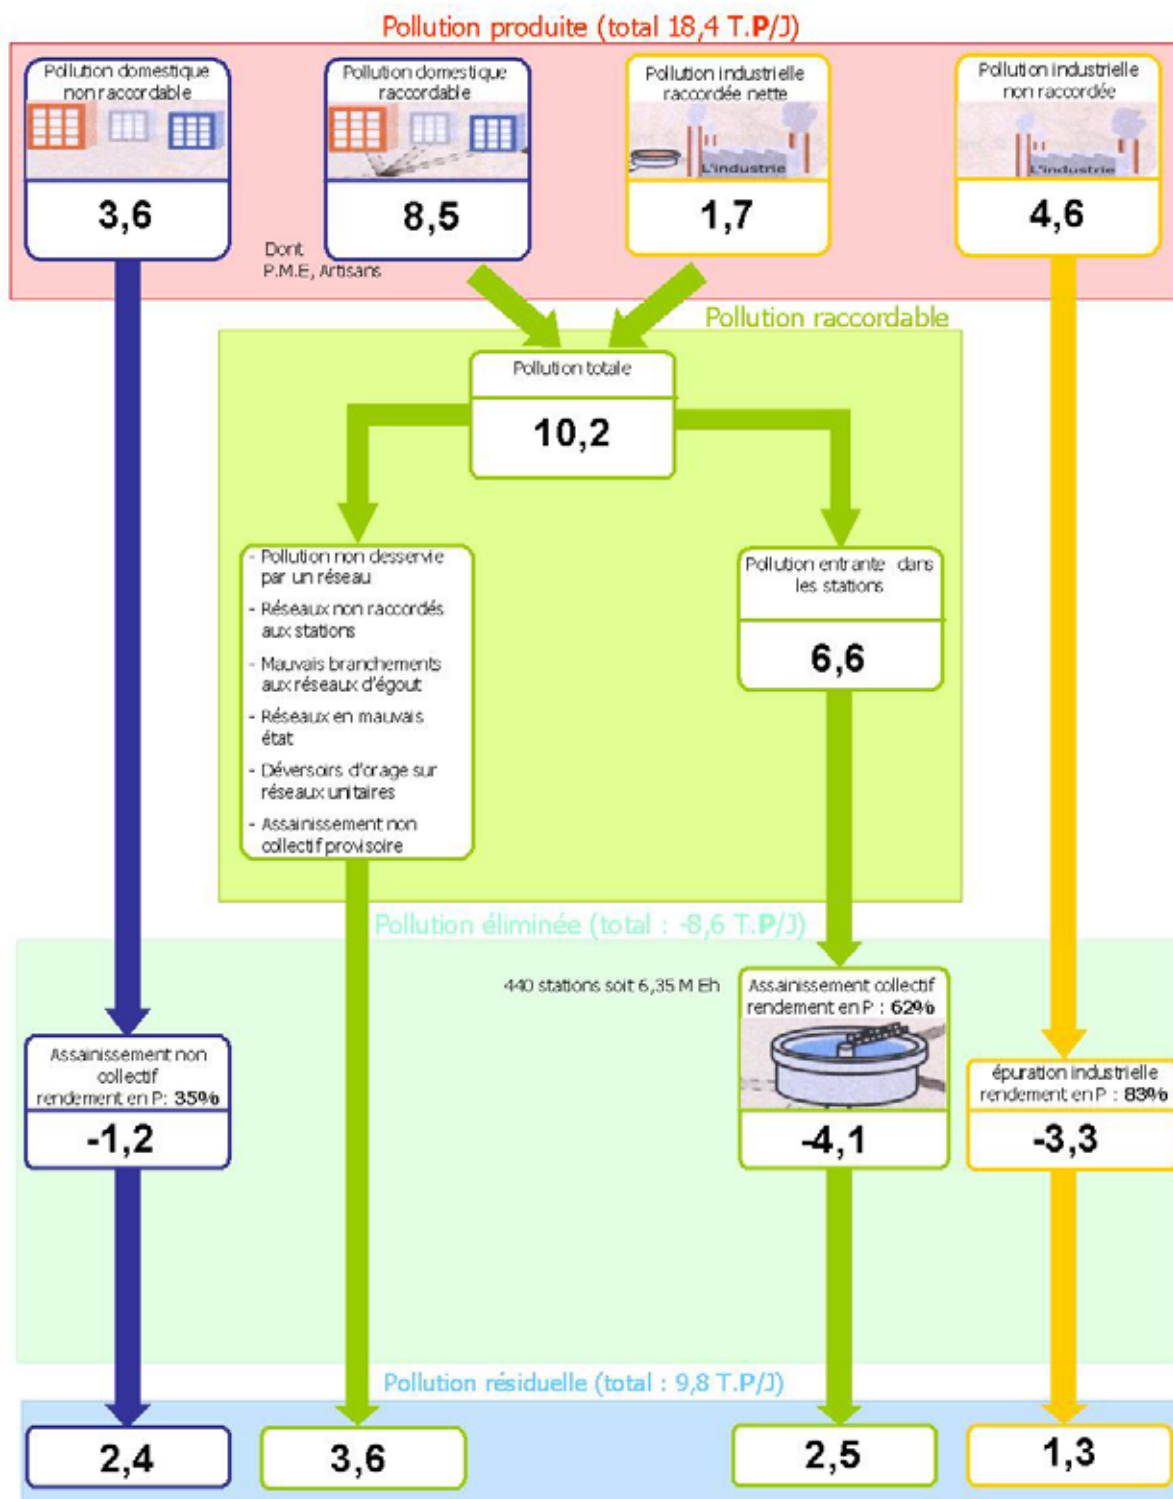 Pollution produite (total 18,4 T.P/J)
Pollution domestique
non raccordable
3,6
Pollution domestique
raccordable
8,5
Dont
P.M.E, Artisans
Pollution industrielle
raccordée nette
L'industrie
1,7
Pollution industrielle
non raccordée
L'industrie
4,6
Pollution raccordable
Pollution totale
10,2
- Pollution non desservie
par un réseau
- Réseaux non raccordés
aux stations
- Mauvais branchements
aux réseaux d'égout
- Réseaux en mauvais
état
- Déversoirs d'orage sur
réseaux unitaires
- Assainissement non
collectif provisoire
Pollution entrante dans
les stations
6,6
Pollution éliminée (total : -8,6 T.P/J)
440 stations soit 6,35 M Eh
Assainissement non
collectif
rendement en P: 35%
-1,2
Assainissement collectif
rendement en P : 62%
-4,1
épuration industrielle
rendement en P : 83%
-3,3
Pollution résiduelle (total : 9,8 T.P/J)
2,4
3,6
2,5
1,3